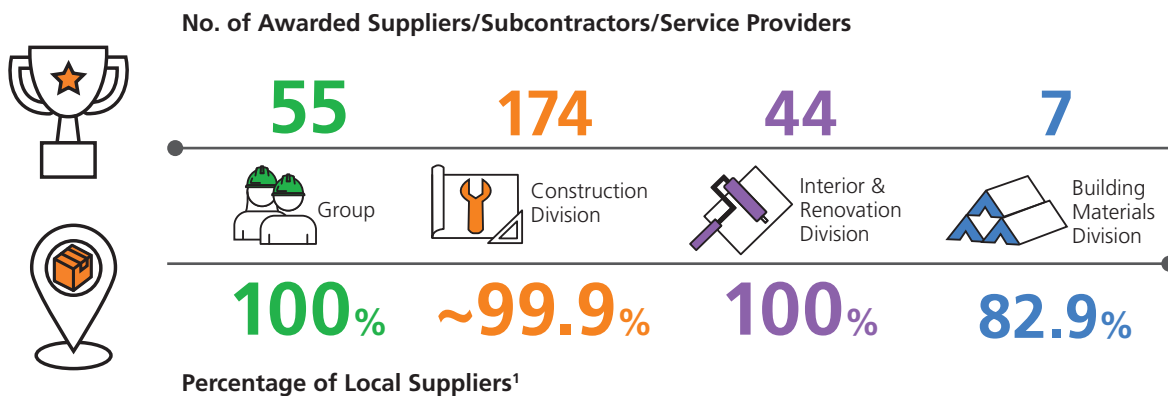 No. of Awarded Suppliers/Subcontractors/Service Providers
55
174
44
7
Group
Construction
Division
Interior &
Renovation
Division
Building
Materials
Division
100%
~99.9%
100%
82.9%
Percentage of Local Suppliers¹